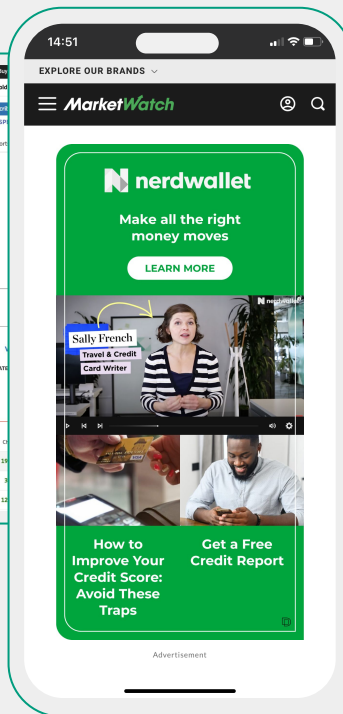 14:51
EXPLORE OUR BRANDS
MarketWatch
nerdwallet
Make all the right
money moves
LEARN MORE
nerdwallet
Sally French
Travel & Credit
Card Writer
How to
Improve Your
Credit Score:
Avoid These
Traps
Get a Free
Credit Report
Advertisement